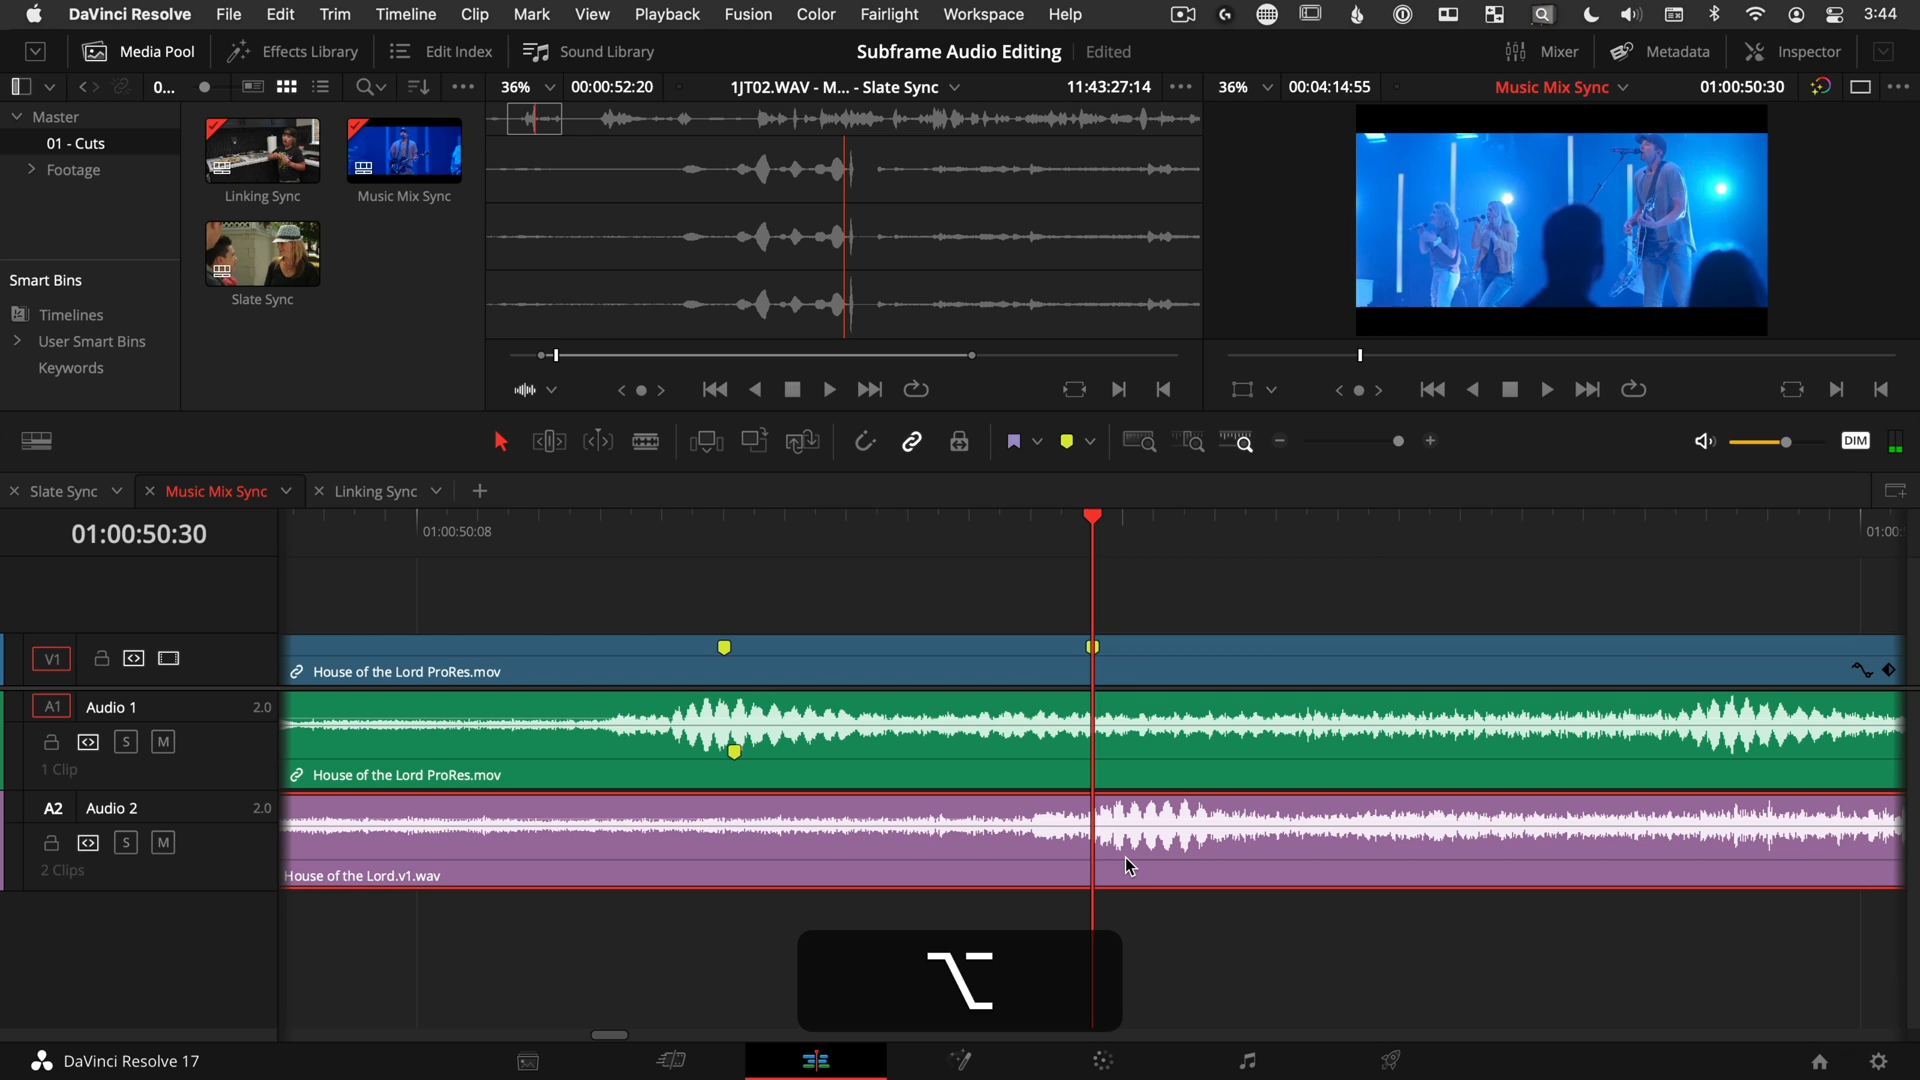 DaVinci Resolve File Edit Trim Timeline Clip Mark View Playback Fusion Color Fairlight Workspace Help 3:44
Media Pool Effects Library Edit Index Sound Library Subframe Audio Editing Edited Mixer Metadata Inspector
0... 36% 00:00:52:20 1JT02.WAV - M... - Slate Sync 11:43:27:14 36% 00:04:14:55 Music Mix Sync 01:00:50:30
Master
01 - Cuts
Footage
Linking Sync Music Mix Sync
Slate Sync
Smart Bins
Timelines
User Smart Bins
Keywords
DIM
Slate Sync Music Mix Sync Linking Sync
01:00:50:30
01:00:50:08 01:00:
V1
House of the Lord ProRes.mov
A1 Audio 1 2.0
S M
1 Clip
House of the Lord ProRes.mov
A2 Audio 2 2.0
S M
2 Clips
House of the Lord.v1.wav
⌥
DaVinci Resolve 17